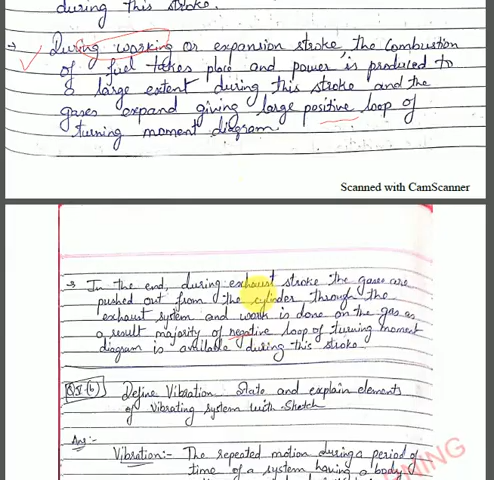 during this stroke.
→ During working or expansion stroke, the combustion
of fuel takes place and power is produced to
a large extent during this stroke and the
gases expand giving large positive loop of
turning moment diagram.
Scanned with CamScanner
→ In the end, during exhaust stroke the gases are
pushed out from the cylinder, through the
exhaust system and work is done on the gas as
a result majority of negative loop of turning moment
diagram is available during this stroke.
Q5(b) Define Vibration. State and explain elements
of vibrating system with sketch
Ans:-
Vibration:- The repeated motion during a period of
time of a system having a body
MING